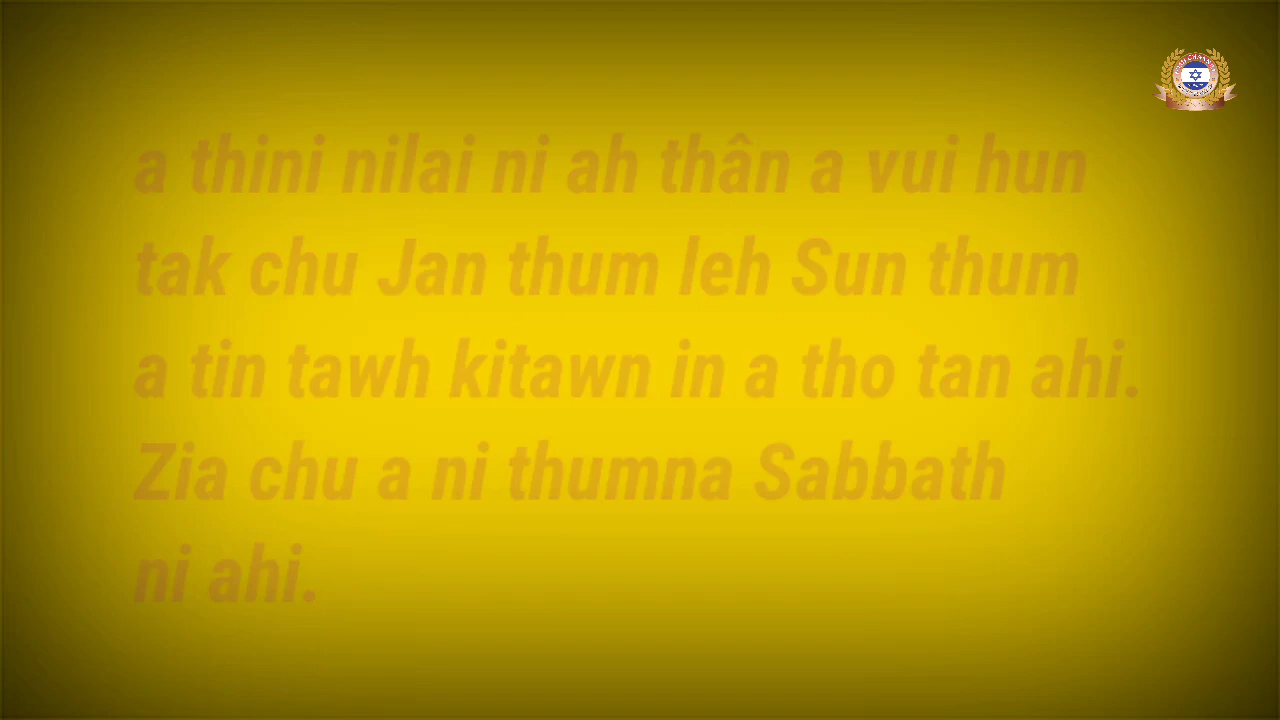 a thini nilai ni ah thân a vui hun
tak chu Jan thum leh Sun thum
a tin tawh kitawn in a tho tan ahi.
Zia chu a ni thumna Sabbath
ni ahi.